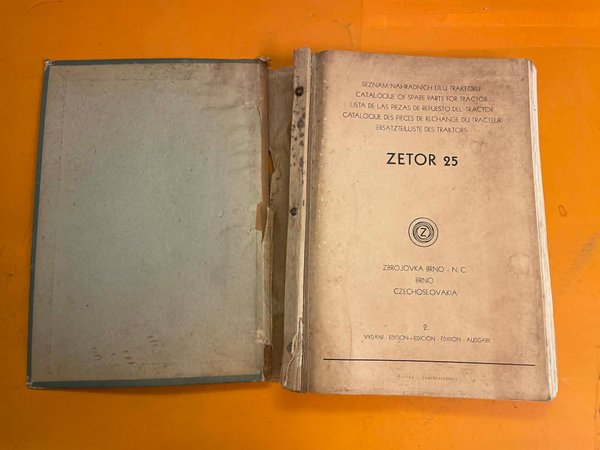 SEZNAM NÁHRADNÍCH DÍLŮ TRAKTORU
CATALOGUE OF SPARE PARTS FOR TRACTOR
LISTA DE LAS PIEZAS DE REPUESTO DEL TRACTOR
CATALOGUE DES PIECES DE RECHANGE DU TRACTEUR
ERSATZTEILLISTE DES TRAKTORS
ZETOR 25
Z
ZBROJOVKA BRNO - N. C.
BRNO
CZECHOSLOVAKIA
2.
VYDÁNÍ - EDITION - EDICIÓN - EDITION - AUSGABE